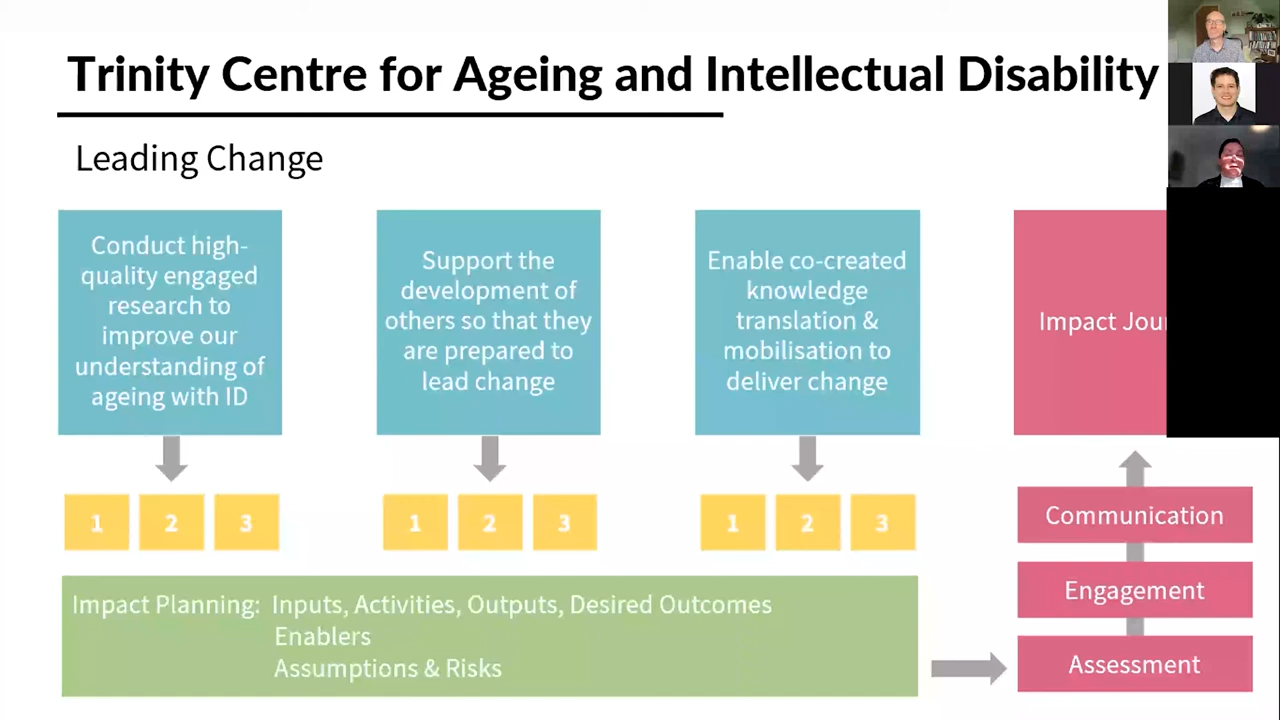 Trinity Centre for Ageing and Intellectual Disability
Leading Change
Conduct high-
quality engaged
research to
improve our
understanding of
ageing with ID
Support the
development of
others so that they
are prepared to
lead change
Enable co-created
knowledge
translation &
mobilisation to
deliver change
Impact
1 2 3
1 2 3
1 2 3
Impact Planning: Inputs, Activities, Outputs, Desired Outcomes
Enablers
Assumptions & Risks
Communication
Engagement
Assessment